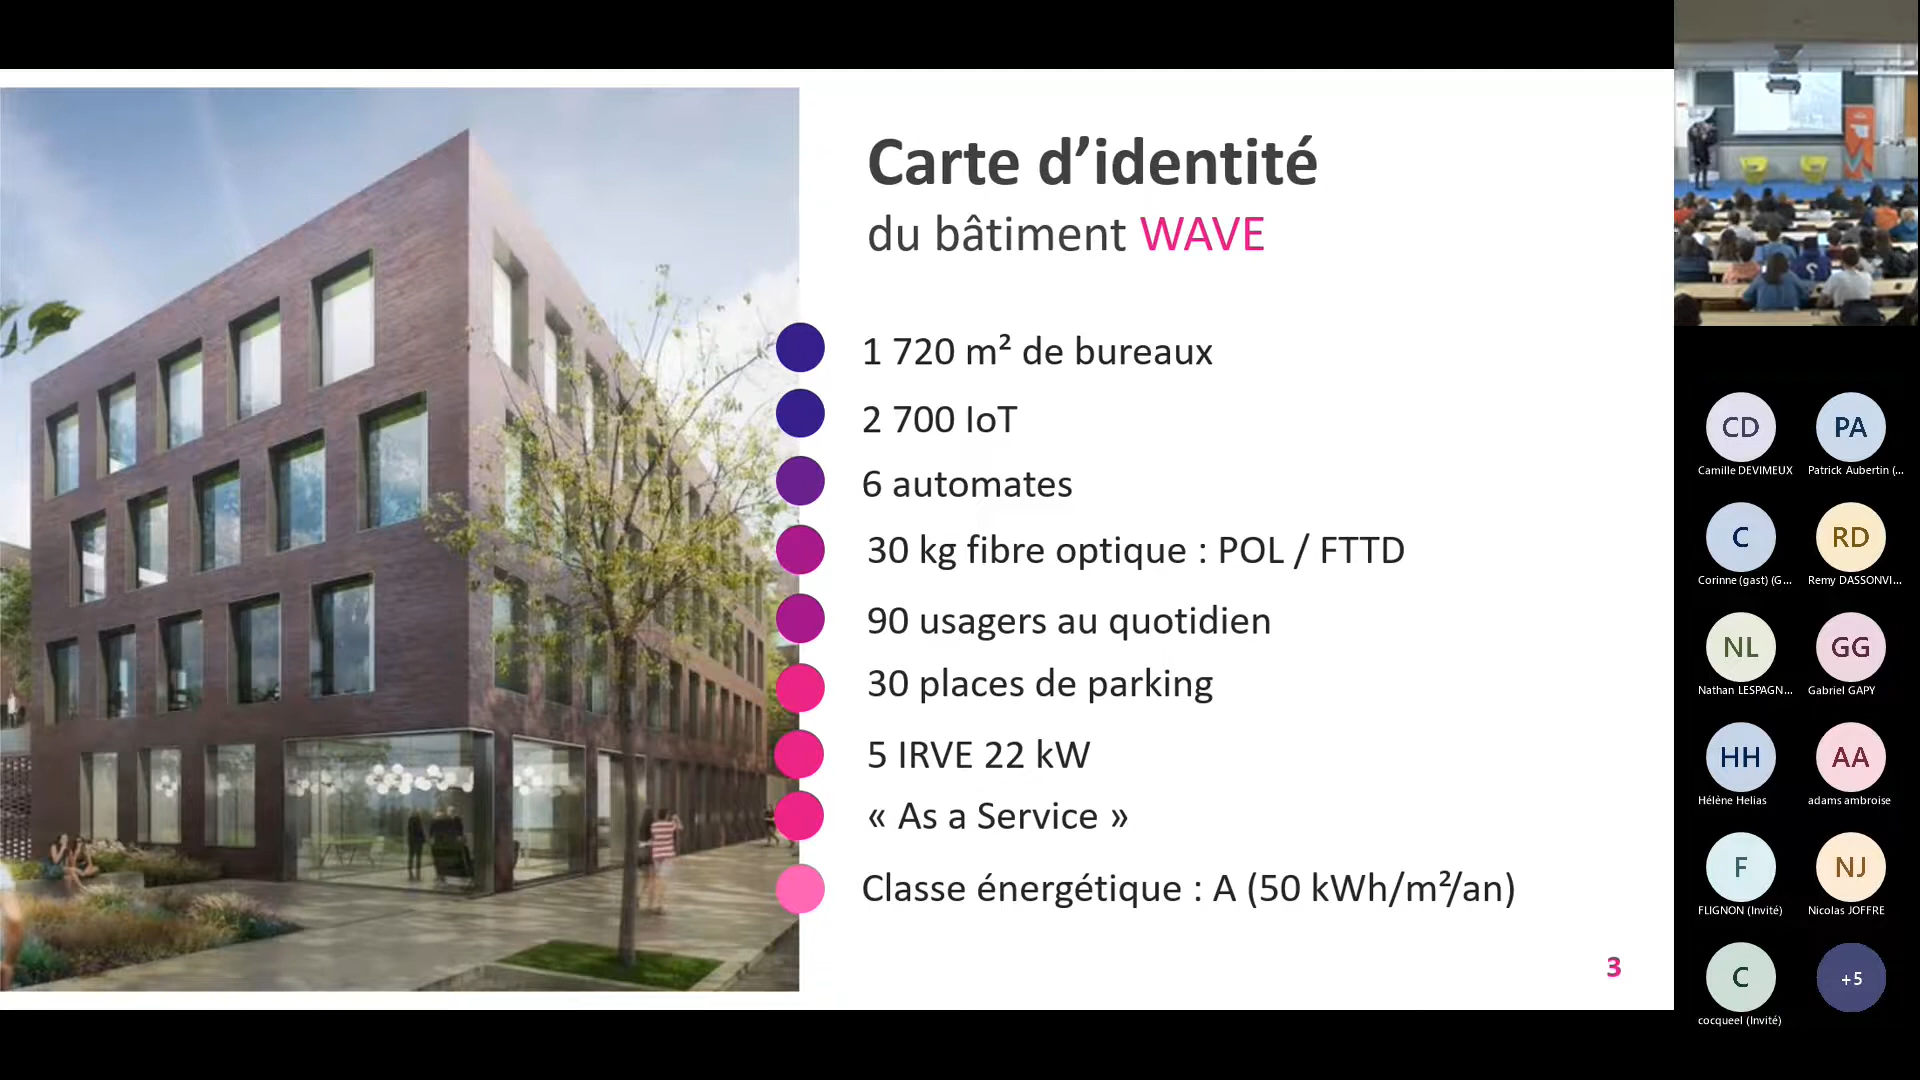 Carte d’identité
du bâtiment WAVE
1 720 m² de bureaux
2 700 IoT
6 automates
30 kg fibre optique : POL / FTTD
90 usagers au quotidien
30 places de parking
5 IRVE 22 kW
« As a Service »
Classe énergétique : A (50 kWh/m²/an)
3
CD
PA
Camille DEVIMEUX
Patrick Aubertin (...
C
RD
Corinne (gast) (G...
Remy DASSONVI...
NL
GG
Nathan LESPAGN...
Gabriel GAPY
HH
AA
Hélène Helias
adams ambroise
F
NJ
FLIGNON (Invité)
Nicolas JOFFRE
C
+5
cocqueel (Invité)